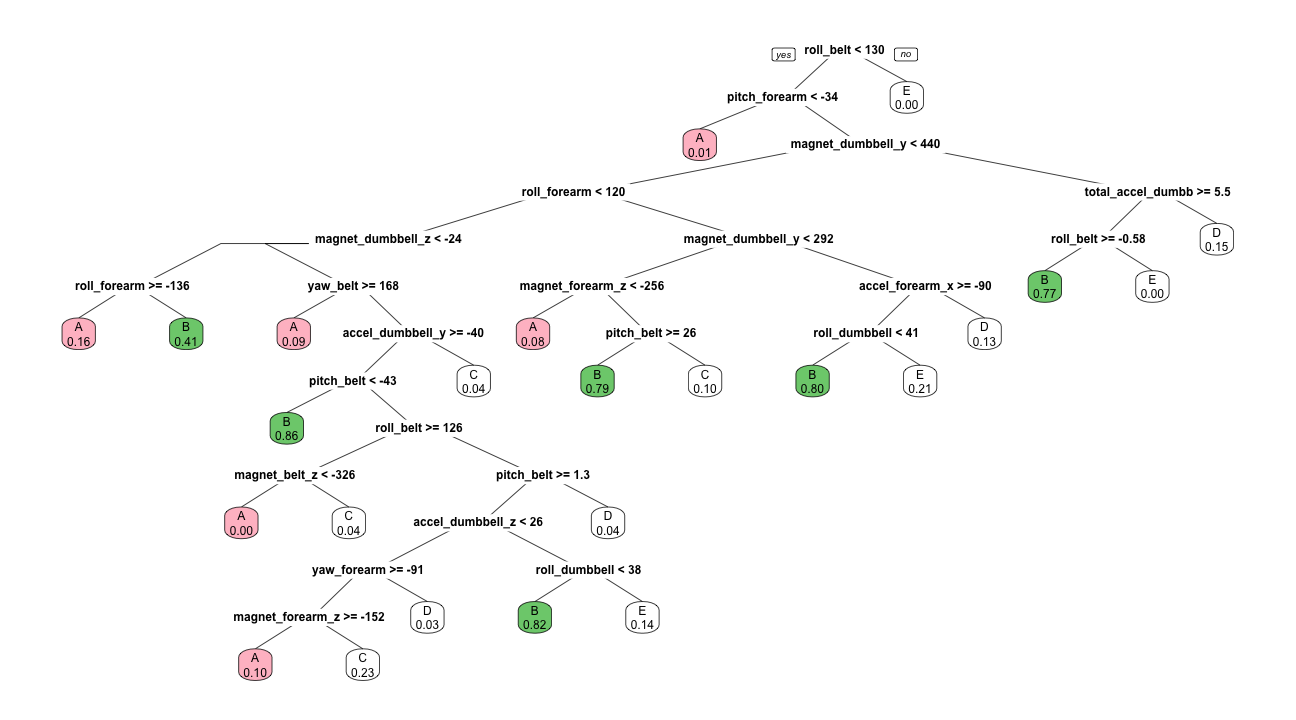 yes roll_belt < 130 no
E
0.00
pitch_forearm < -34
A
0.01
magnet_dumbbell_y < 440
roll_forearm < 120
total_accel_dumbb >= 5.5
magnet_dumbbell_z < -24
magnet_dumbbell_y < 292
roll_belt >= -0.58
D
0.15
roll_forearm >= -136
yaw_belt >= 168
magnet_forearm_z < -256
accel_forearm_x >= -90
B
0.77
E
0.00
A
0.16
B
0.41
A
0.09
accel_dumbbell_y >= -40
A
0.08
pitch_belt >= 26
roll_dumbbell < 41
D
0.13
pitch_belt < -43
C
0.04
B
0.79
C
0.10
B
0.80
E
0.21
B
0.86
roll_belt >= 126
magnet_belt_z < -326
pitch_belt >= 1.3
A
0.00
C
0.04
accel_dumbbell_z < 26
D
0.04
yaw_forearm >= -91
roll_dumbbell < 38
magnet_forearm_z >= -152
D
0.03
B
0.82
E
0.14
A
0.10
C
0.23